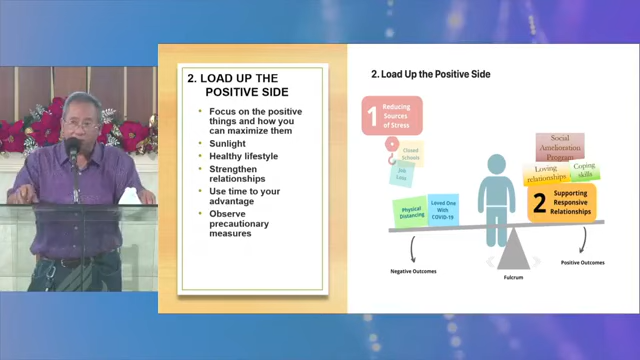 2. LOAD UP THE
POSITIVE SIDE
Focus on the positive
things and how you
can maximize them
Sunlight
Healthy lifestyle
Strengthen
relationships
Use time to your
advantage
Observe
precautionary
measures
2. Load Up the Positive Side
1
Reducing
Sources
of Stress
Closed
Schools
Job
Loss
Physical
Distancing
Loved One
With
COVID-19
Social
Amelioration
Program
Loving
relationships
Coping
skills
2
Supporting
Responsive
Relationships
Negative Outcomes
Fulcrum
Positive Outcomes